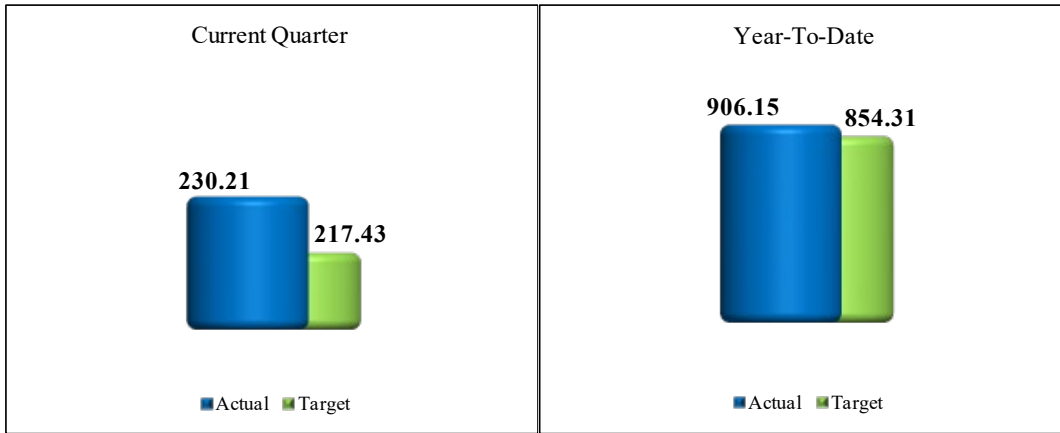 Current Quarter
230.21
217.43
Actual Target
Year-To-Date
906.15
854.31
Actual Target